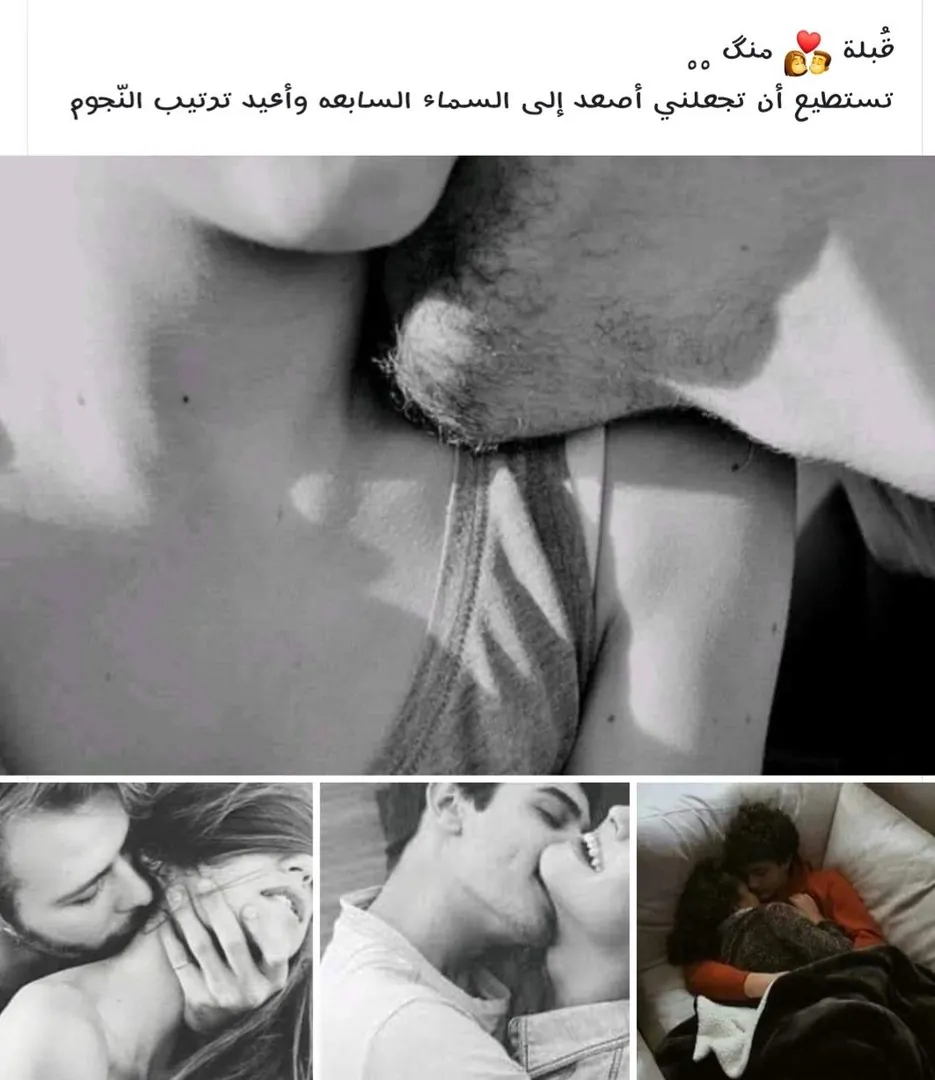 قُبلة 💏 منگ °°
تستطيع أن تجعلني أصعد إلى السماء السابعه وأعيد ترتيب النّجوم